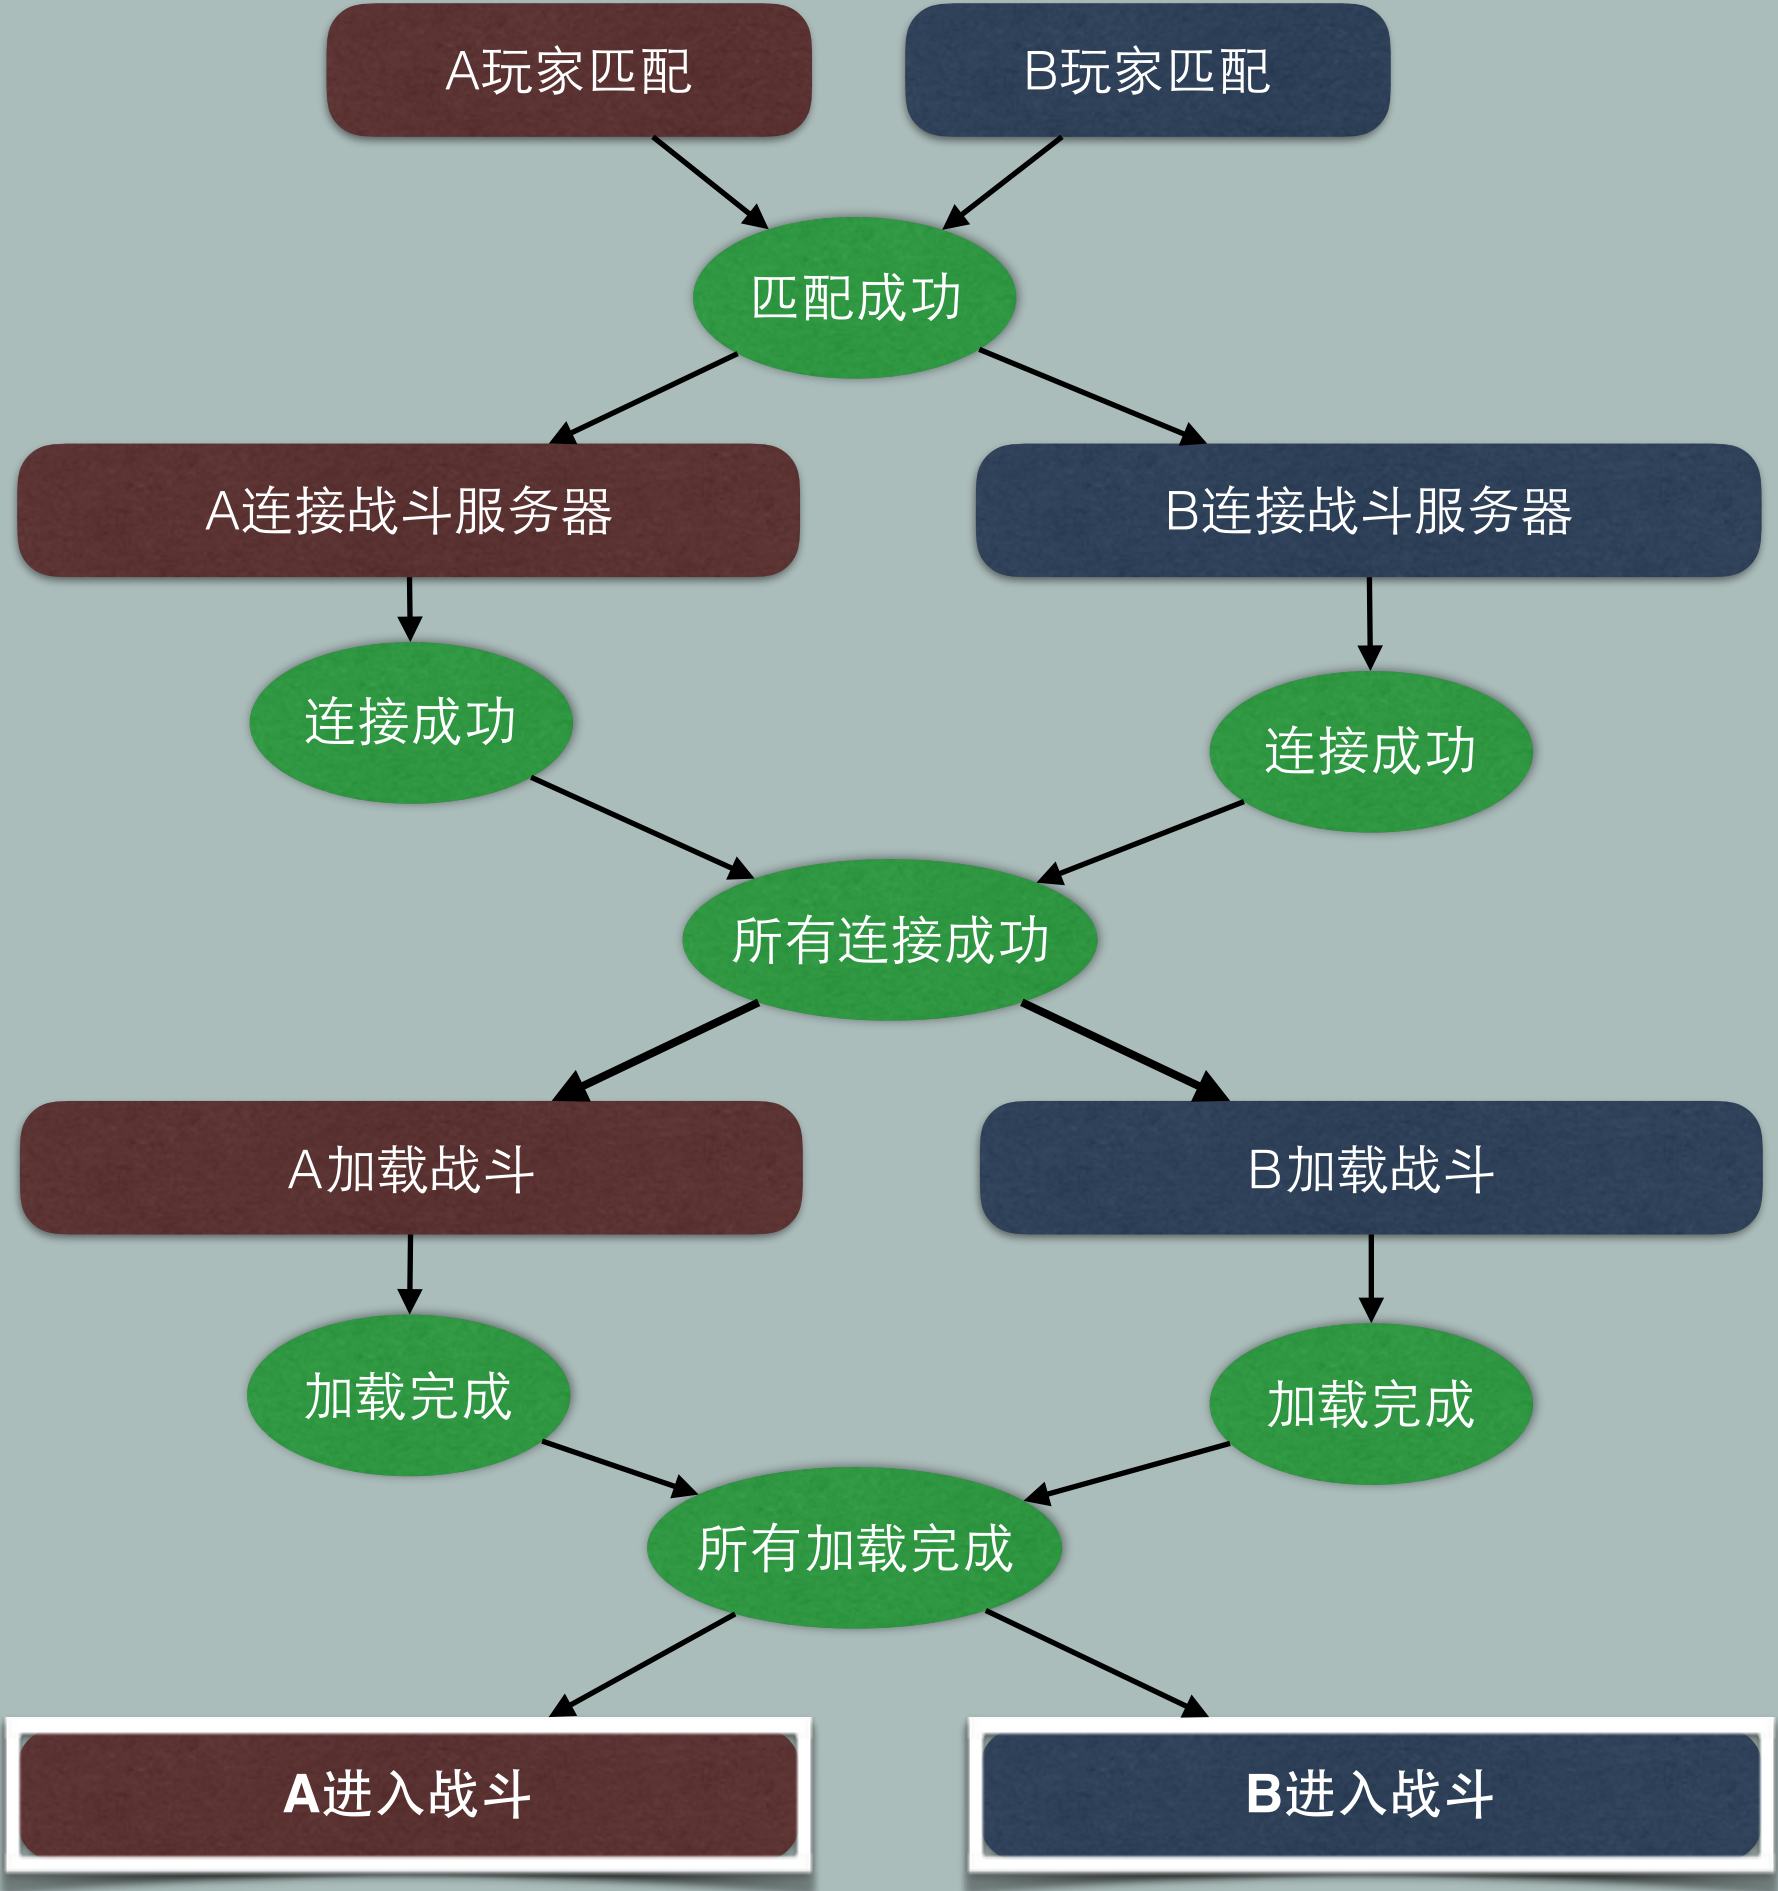 A玩家匹配
B玩家匹配
匹配成功
A连接战斗服务器
B连接战斗服务器
连接成功
连接成功
所有连接成功
A加载战斗
B加载战斗
加载完成
加载完成
所有加载完成
A进入战斗
B进入战斗